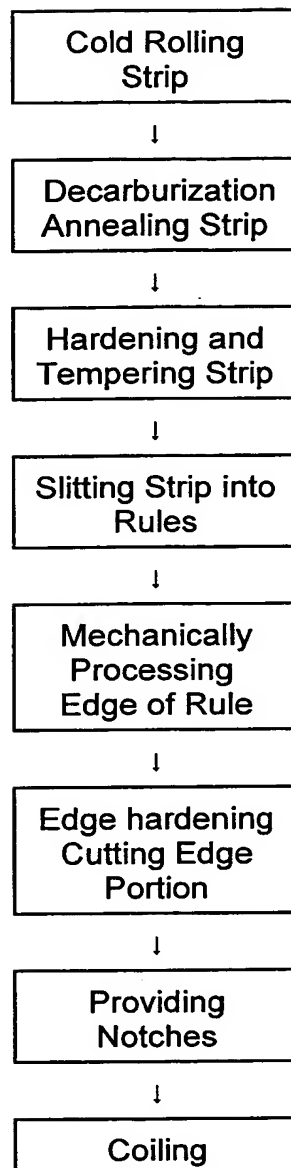 Cold Rolling
Strip
↓
Decarburization
Annealing Strip
↓
Hardening and
Tempering Strip
↓
Slitting Strip into
Rules
↓
Mechanically
Processing
Edge of Rule
↓
Edge hardening
Cutting Edge
Portion
↓
Providing
Notches
↓
Coiling